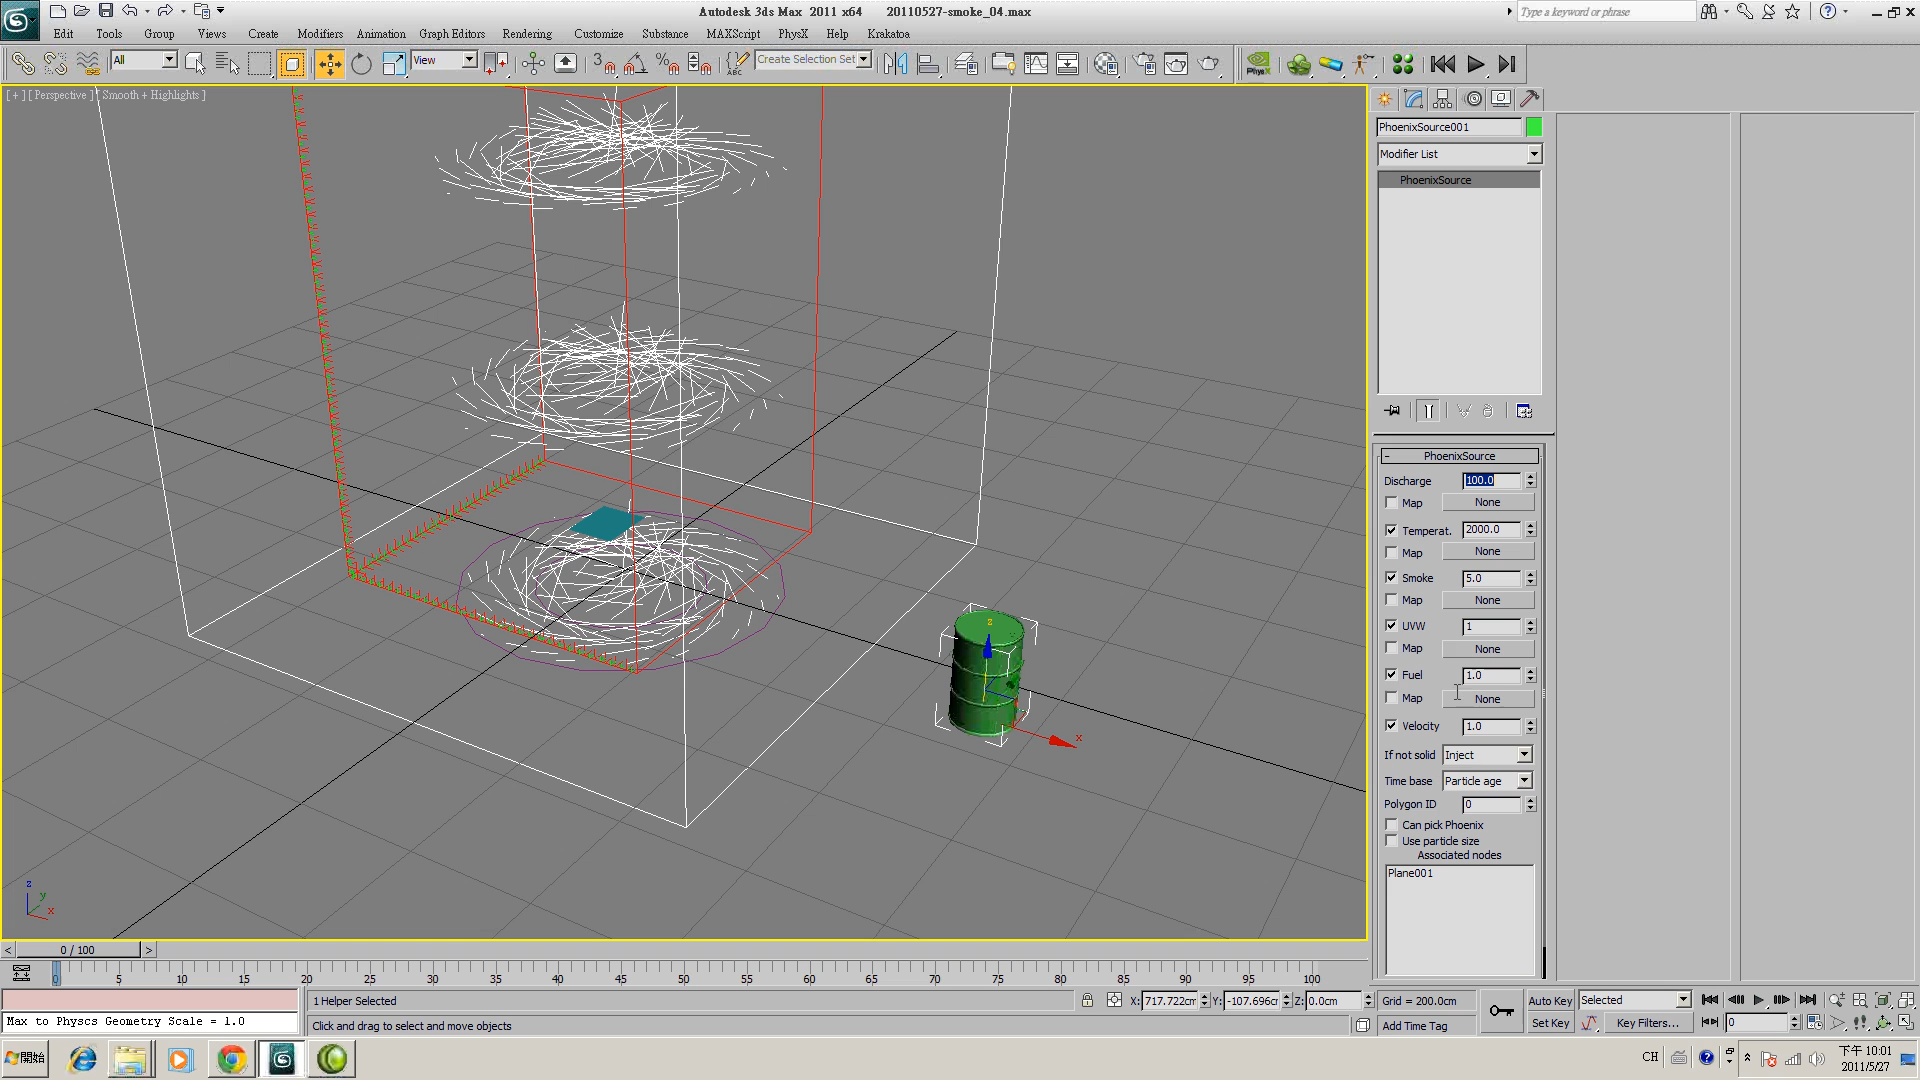 Autodesk 3ds Max 2011 x64 20110527-smoke_04.max
Type a keyword or phrase
Edit Tools Group Views Create Modifiers Animation Graph Editors Rendering Customize Substance MAXScript PhysX Help Krakatoa
All View Create Selection Set
[ + ] [ Perspective ] [ Smooth + Highlights ]
PhoenixSource001
Modifier List
PhoenixSource
- PhoenixSource
Discharge 100.0
Map None
Temperat. 2000.0
Map None
Smoke 5.0
Map None
UVW 1
Map None
Fuel 1.0
Map None
Velocity 1.0
If not solid Inject
Time base Particle age
Polygon ID 0
Can pick Phoenix
Use particle size
Associated nodes
Plane001
z
x
z
y
x
< 0 / 100 >
0 5 10 15 20 25 30 35 40 45 50 55 60 65 70 75 80 85 90 95 100
1 Helper Selected X: 717.722cm Y: -107.696cm Z: 0.0cm Grid = 200.0cm Auto Key Selected
Max to Physcs Geometry Scale = 1.0 Click and drag to select and move objects Add Time Tag Set Key Key Filters... 0
開始 CH 下午 10:01
2011/5/27